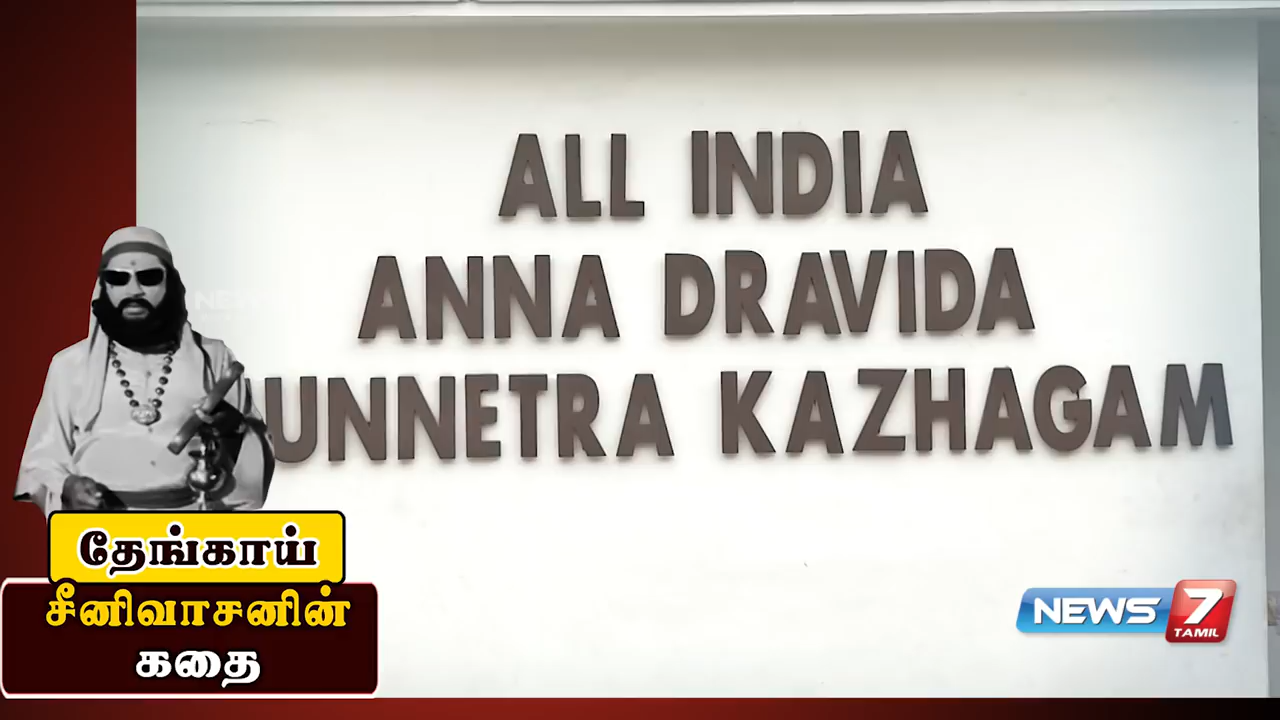 ALL INDIA
ANNA DRAVIDA
UNNETRA KAZHAGAM
தேங்காய்
சீனிவாசனின்
கதை
NEWS 7
TAMIL